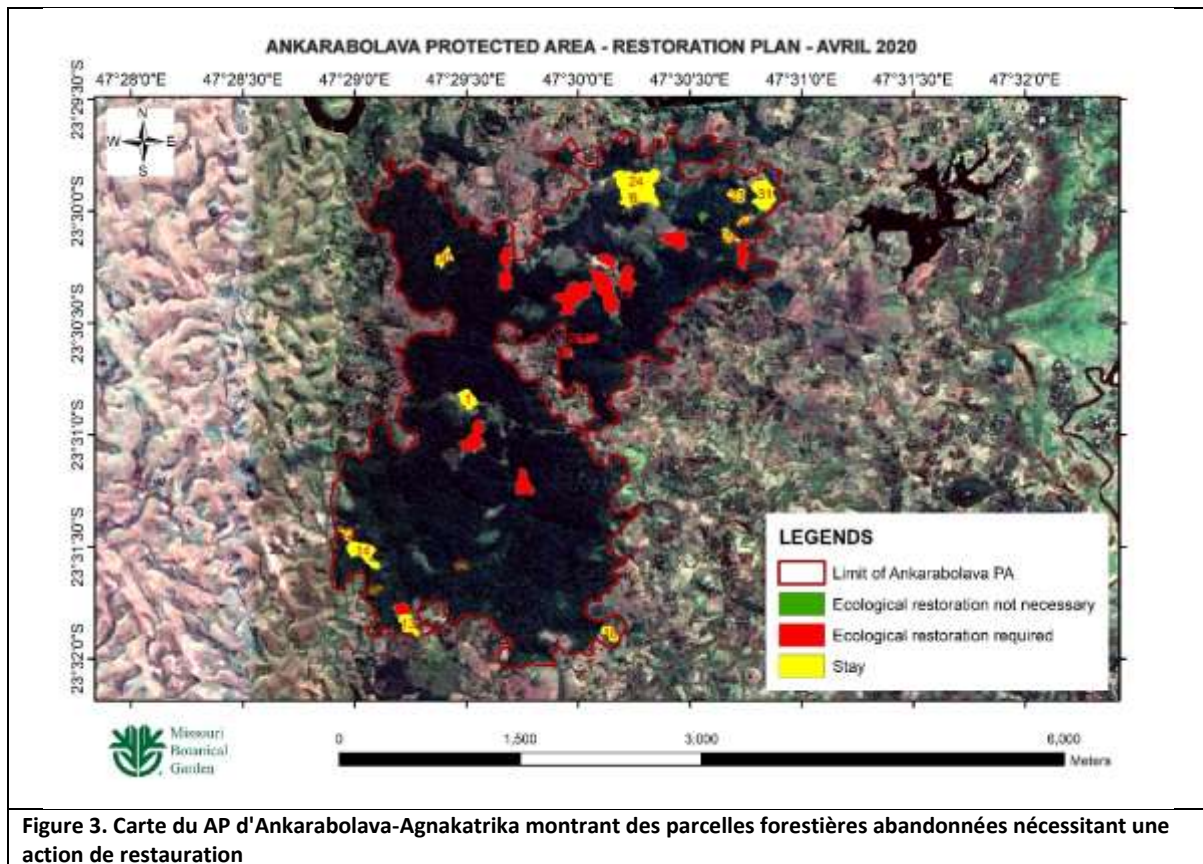 ANKARABOLAVA PROTECTED AREA - RESTORATION PLAN - AVRIL 2020
47°28'0"E 47°28'30"E 47°29'0"E 47°29'30"E 47°30'0"E 47°30'30"E 47°31'0"E 47°31'30"E 47°32'0"E
23°29'30"S
N
W E
S
24
B
31
23°30'0"S
23°30'30"S
1
23°31'0"S
23°31'30"S
23°32'0"S
LEGENDS
Limit of Ankarabolava PA
Ecological restoration not necessary
Ecological restoration required
Stay
Missouri
Botanical
Garden
0 1,500 3,000 6,000
Meters
Figure 3. Carte du AP d'Ankarabolava-Agnakatrika montrant des parcelles forestières abandonnées nécessitant une
action de restauration